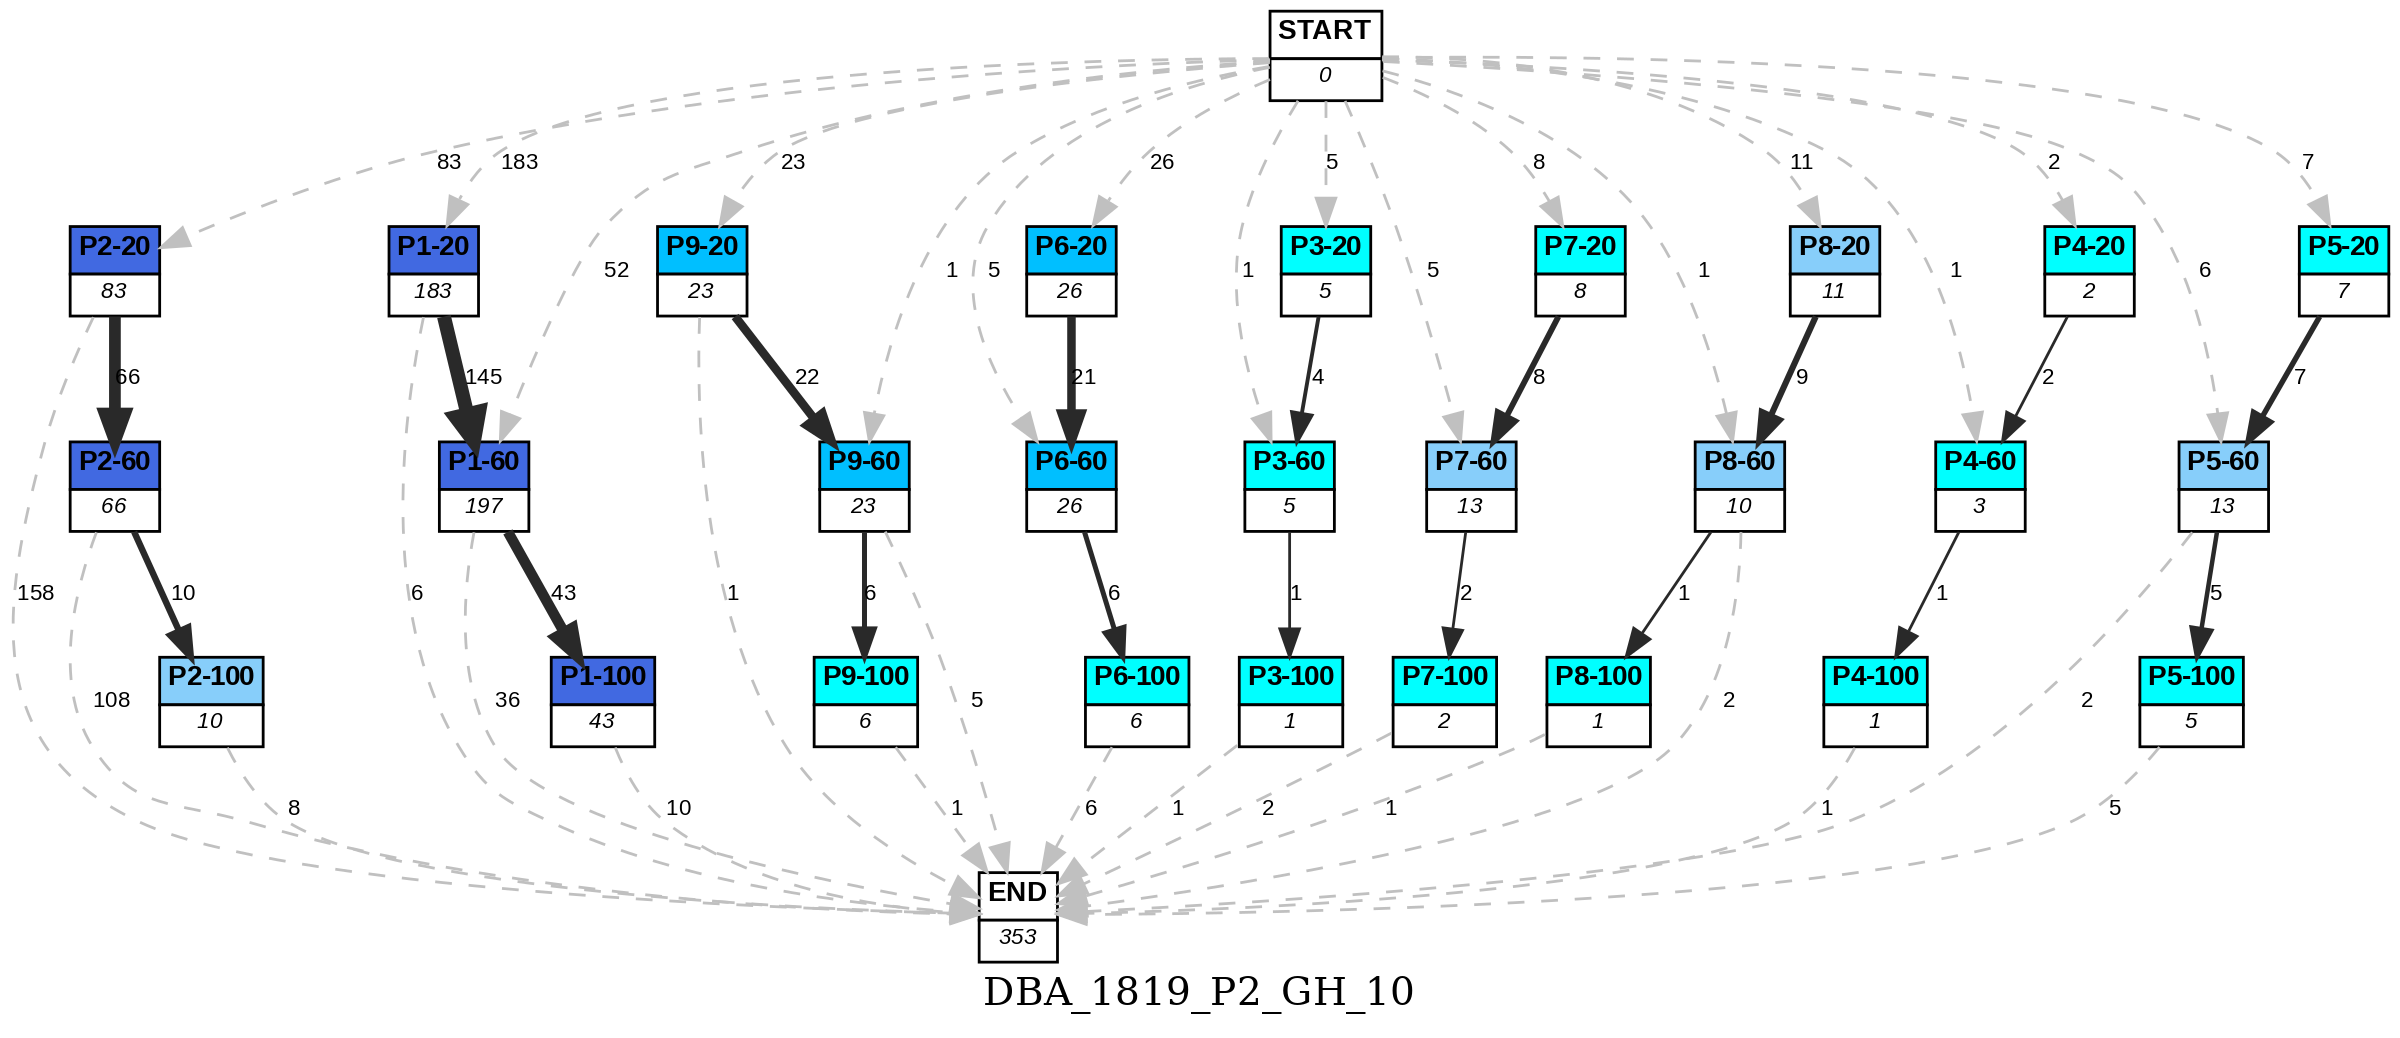 START
0
83
183
23
26
5
8
11
2
7
P2-20
83
P1-20
183
52
P9-20
23
1
5
P6-20
26
1
P3-20
5
5
P7-20
8
1
P8-20
11
1
P4-20
2
6
P5-20
7
66
145
22
21
4
8
9
2
7
P2-60
66
P1-60
197
P9-60
23
P6-60
26
P3-60
5
P7-60
13
P8-60
10
P4-60
3
P5-60
13
158
10
6
43
1
6
6
1
2
1
1
5
108
P2-100
10
36
P1-100
43
P9-100
6
5
P6-100
6
P3-100
1
P7-100
2
P8-100
1
2
P4-100
1
2
P5-100
5
8
10
1
6
1
2
1
1
5
END
353
DBA_1819_P2_GH_10